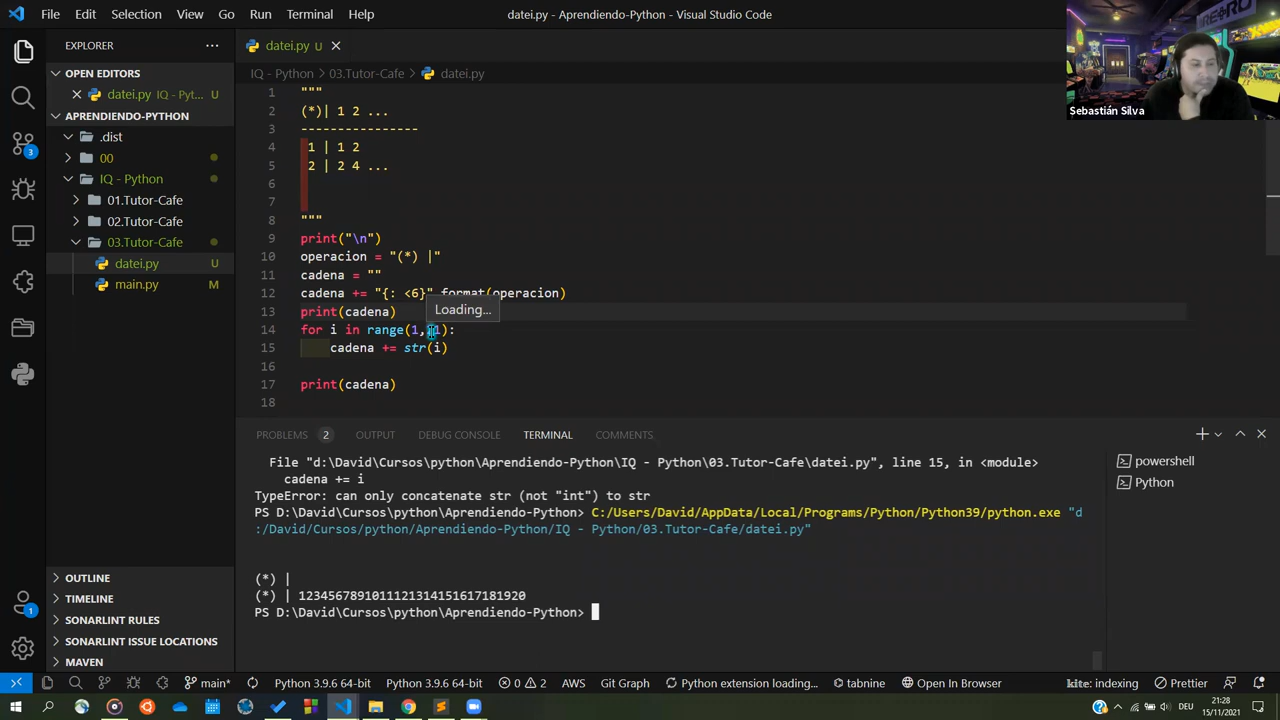 File Edit Selection View Go Run Terminal Help
datei.py - Aprendiendo-Python - Visual Studio Code
RETRO
Sebastián Silva
EXPLORER ...
OPEN EDITORS
datei.py IQ - Pyt... U
APRENDIENDO-PYTHON
.dist
00
IQ - Python
01.Tutor-Cafe
02.Tutor-Cafe
03.Tutor-Cafe
datei.py U
main.py M
OUTLINE
TIMELINE
SONARLINT RULES
SONARLINT ISSUE LOCATIONS
MAVEN
3
1
datei.py U
IQ - Python > 03.Tutor-Cafe > datei.py
1 """
2 (*)| 1 2 ...
3 ----------------
4 1 | 1 2
5 2 | 2 4 ...
6
7
8 """
9 print("\n")
10 operacion = "(*) |"
11 cadena = ""
12 cadena += "{: <6}" format(operacion)
Loading...
13 print(cadena)
14 for i in range(1, 1):
15 cadena += str(i)
16
17 print(cadena)
18
PROBLEMS 2 OUTPUT DEBUG CONSOLE TERMINAL COMMENTS
File "d:\David\Cursos\python\Aprendiendo-Python\IQ - Python\03.Tutor-Cafe\datei.py", line 15, in <module>
cadena += i
TypeError: can only concatenate str (not "int") to str
PS D:\David\Cursos\python\Aprendiendo-Python> C:/Users/David/AppData/Local/Programs/Python/Python39/python.exe "d
:/David/Cursos/python/Aprendiendo-Python/IQ - Python/03.Tutor-Cafe/datei.py"
(*) |
(*) | 1234567891011121314151617181920
PS D:\David\Cursos\python\Aprendiendo-Python>
powershell
Python
main* Python 3.9.6 64-bit Python 3.9.6 64-bit 0 2 AWS Git Graph Python extension loading... tabnine Open In Browser kite: indexing Prettier
DEU
21:28
15/11/2021